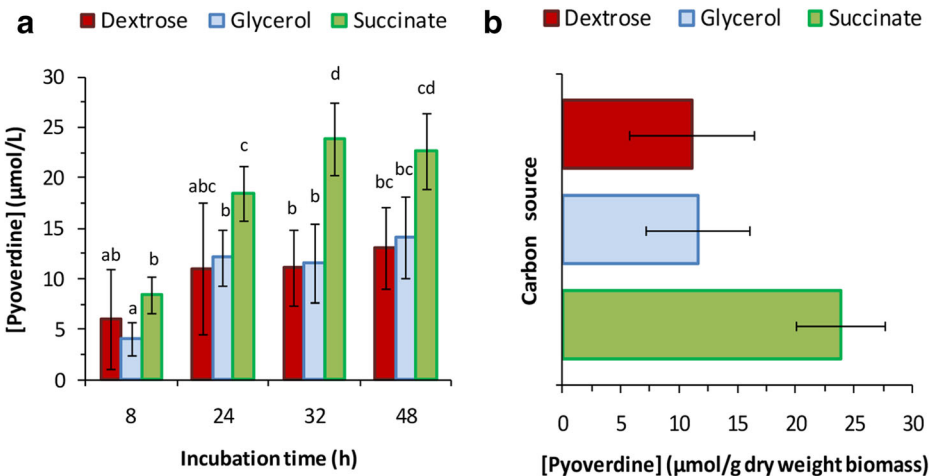 a
Dextrose Glycerol Succinate
[Pyoverdine] (µmol/L)
30
25
20
15
10
5
0
ab
a
b
abc
b
c
b
b
d
bc
bc
cd
8 24 32 48
Incubation time (h)
b
Dextrose Glycerol Succinate
Carbon source
0 5 10 15 20 25 30
[Pyoverdine] (µmol/g dry weight biomass)